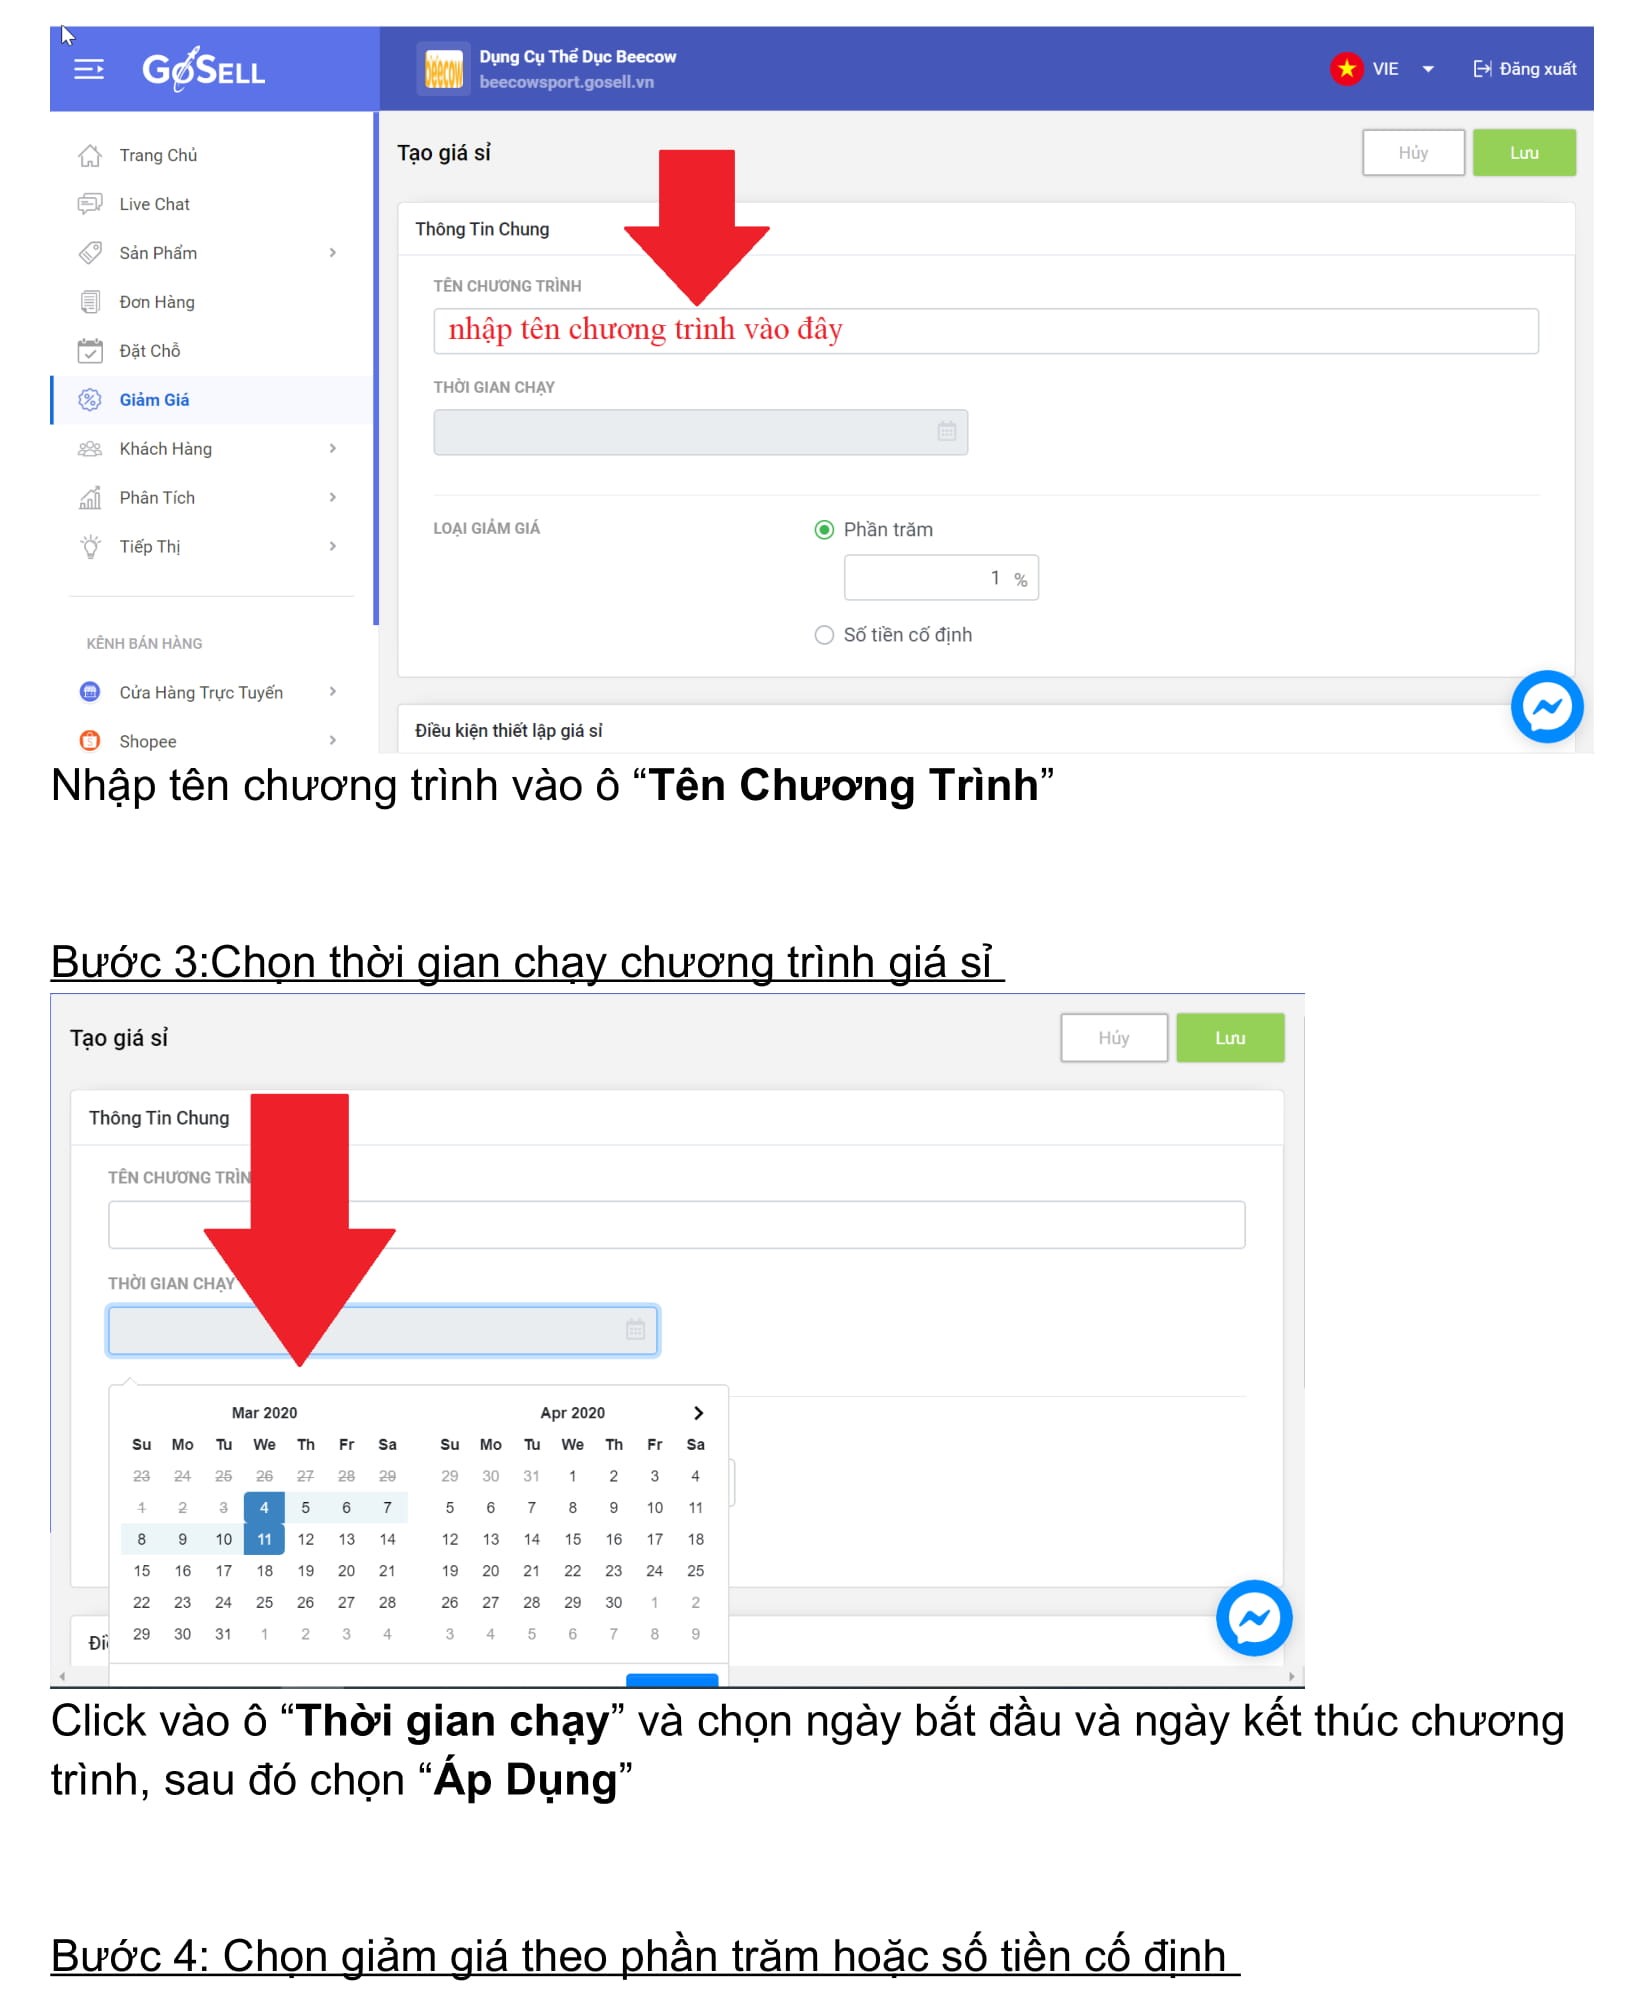 GoSELL
Dụng Cụ Thể Dục Beecow
beecowsport.gosell.vn
beecow
VIE
Đăng xuất
Trang Chủ
Live Chat
Sản Phẩm
Đơn Hàng
Đặt Chỗ
Giảm Giá
Khách Hàng
Phân Tích
Tiếp Thị
KÊNH BÁN HÀNG
Cửa Hàng Trực Tuyến
Shopee
Tạo giá sỉ
Hủy
Lưu
Thông Tin Chung
TÊN CHƯƠNG TRÌNH
nhập tên chương trình vào đây
THỜI GIAN CHẠY
LOẠI GIẢM GIÁ
Phần trăm
1 %
Số tiền cố định
Điều kiện thiết lập giá sỉ
Nhập tên chương trình vào ô “Tên Chương Trình”
Bước 3:Chọn thời gian chạy chương trình giá sỉ
Tạo giá sỉ
Hủy
Lưu
Thông Tin Chung
TÊN CHƯƠNG TRÌN
THỜI GIAN CHẠY
Mar 2020
Su Mo Tu We Th Fr Sa
23 24 25 26 27 28 29
1 2 3 4 5 6 7
8 9 10 11 12 13 14
15 16 17 18 19 20 21
22 23 24 25 26 27 28
29 30 31 1 2 3 4
Apr 2020
Su Mo Tu We Th Fr Sa
29 30 31 1 2 3 4
5 6 7 8 9 10 11
12 13 14 15 16 17 18
19 20 21 22 23 24 25
26 27 28 29 30 1 2
3 4 5 6 7 8 9
Click vào ô “Thời gian chạy” và chọn ngày bắt đầu và ngày kết thúc chương
trình, sau đó chọn “Áp Dụng”
Bước 4: Chọn giảm giá theo phần trăm hoặc số tiền cố định